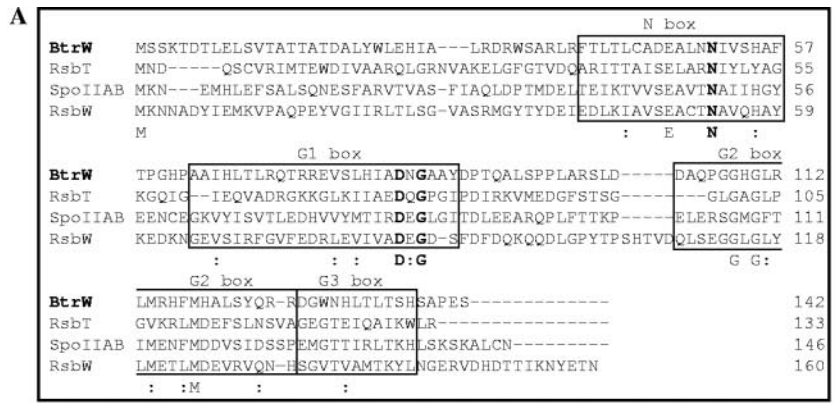 A
N box
BtrW MSSKTDTLELSVTATTATDALYWLEHIA---LRDRWSARLRFTLTLCADEALNNIVSHAF 57
RsbT MND-----QSCVRIMTEWDIVAARQLGRNVAKELGFGTVDQARITTAISELARNIYLYAG 55
SpoIIAB MKN---EMHLEFSALSQNESFARVTVAS-FIAQLDPTMDELTEIKTVVSEAVTNAIIHGY 56
RsbW MKNNADYIEMKVPAQPEYVGIIRLTLSG-VASRMGYTYDEIEDLKIAVSEACTNAVQHAY 59
M : E N :
G1 box G2 box
BtrW TPGHPAAIHLTLRQTRREVSLHIADNGAAYDPTQALSPPLARSLD-----DAQPGGHGLR 112
RsbT KGQIG-IEQVADRGKKGLKIIAEDQGPGIPDIRKVMEDGFSTSG------GLGAGLP 105
SpoIIAB EENCEGKVYISVTLEDHVVYMTIRDEGLGITDLEEARQPLFTTKP-----ELERSGMGFT 111
RsbW KEDKNGEVSIRFGVFEDRLEVIVADEGDS-FDFDQKQQDLGPYTPSHTVDQLSEGGLGLY 118
: : : D:G G G:
G2 box G3 box
BtrW LMRHFMHALSYQR-RDGWNHLTLTSHSAPES--------------- 142
RsbT GVKRLMDEFSLNSVAGEGTEIQAIKWLR------------------ 133
SpoIIAB IMENFMDDVSIDSSPEMGTTIRLTKHLSKSKALCN----------- 146
RsbW LMETLMDEVRVQN-HSGVTVAMTKYLNGERVDHDTTIKNYETN 160
: :M : :